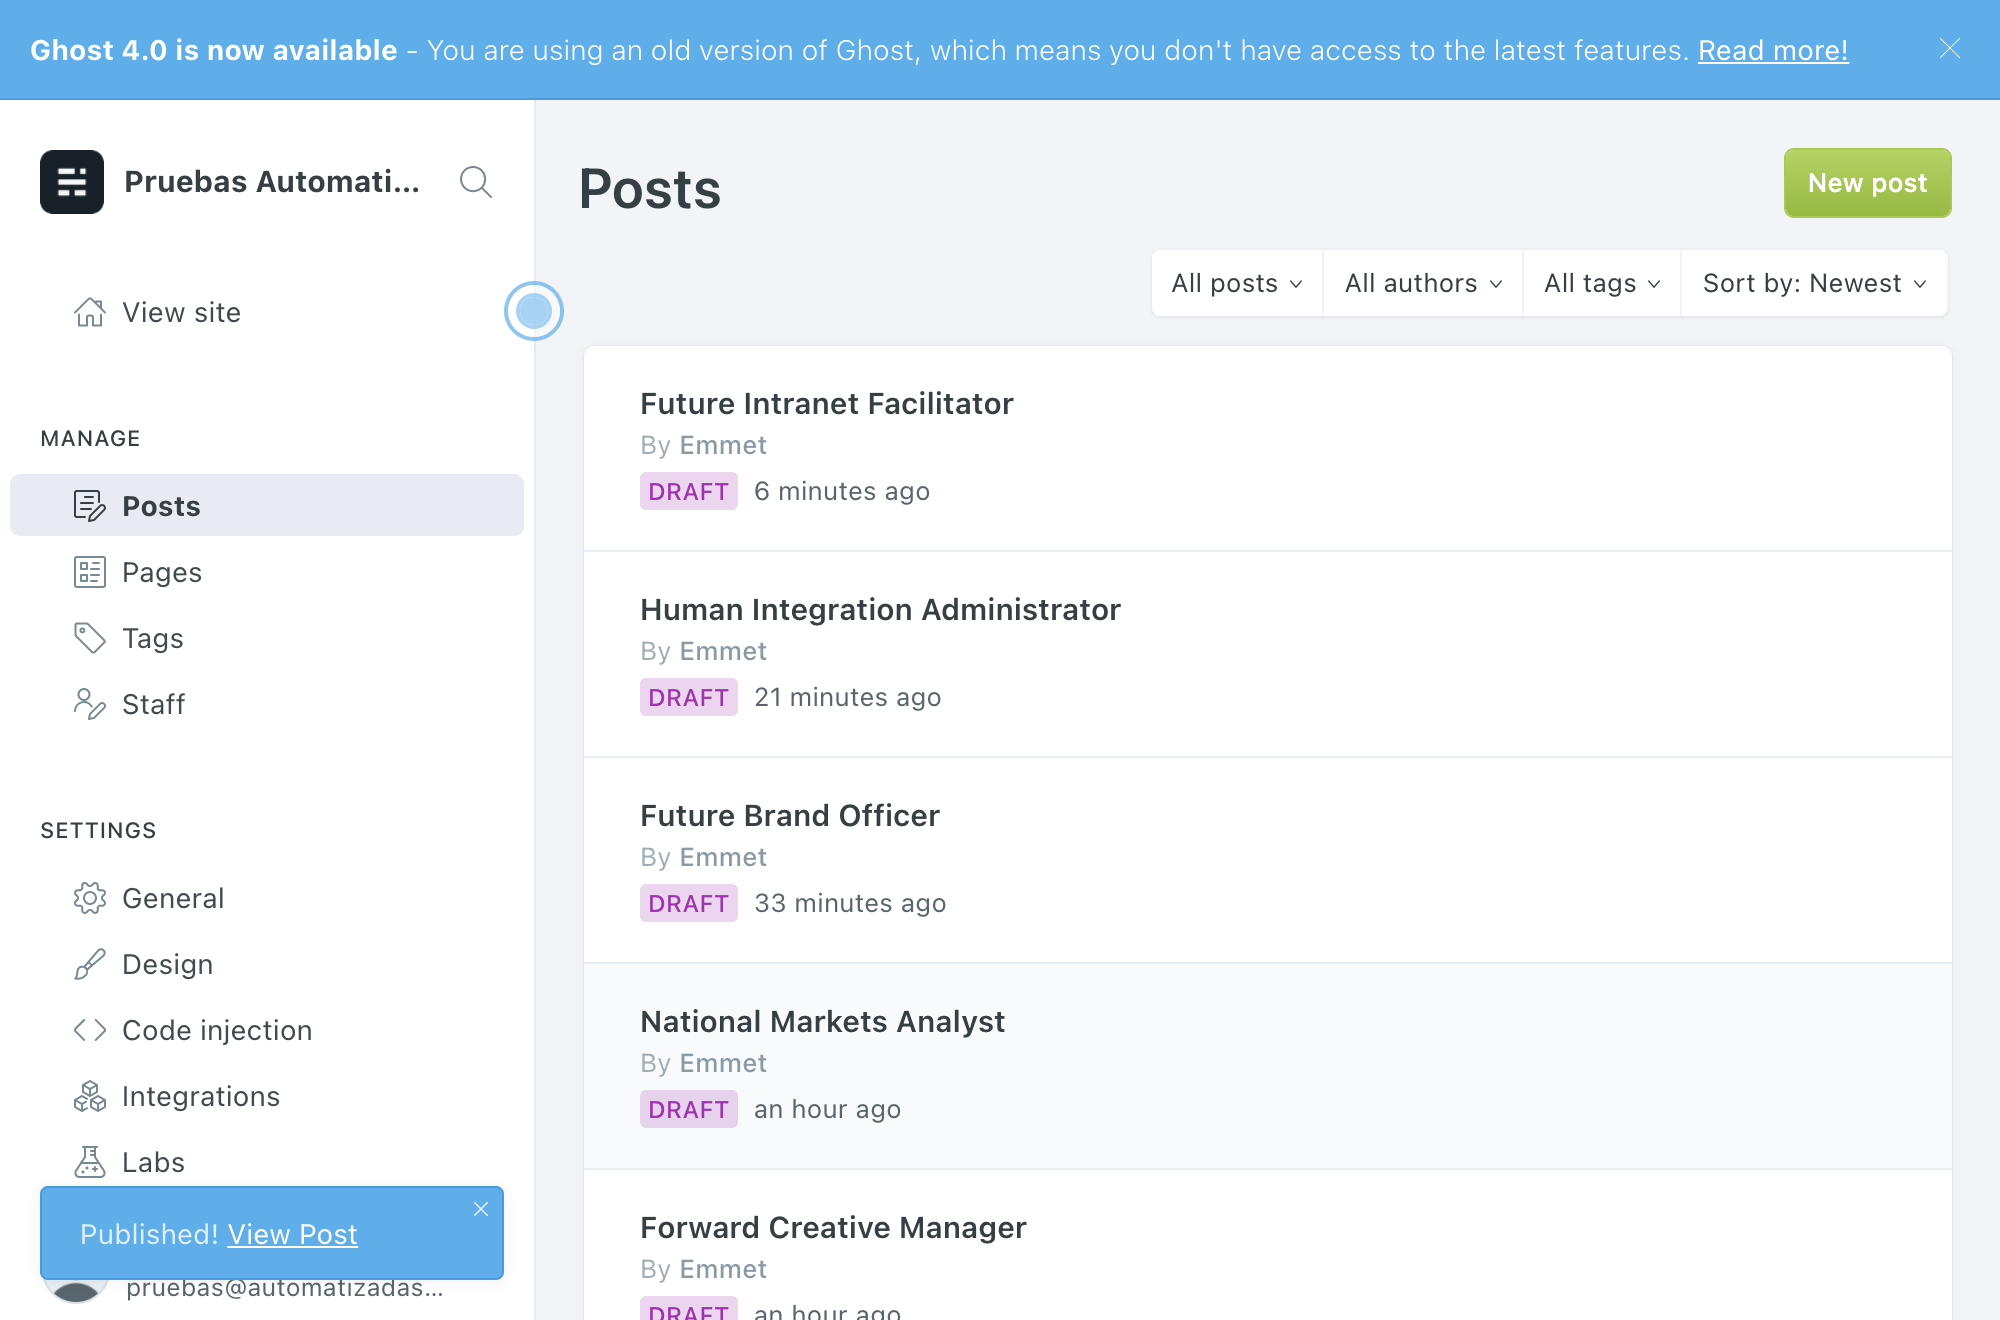 Ghost 4.0 is now available - You are using an old version of Ghost, which means you don't have access to the latest features. Read more!
Pruebas Automati...
View site
MANAGE
Posts
Pages
Tags
Staff
SETTINGS
General
Design
Code injection
Integrations
Labs
Published! View Post
pruebas@automatizadas...
Posts
New post
All posts
All authors
All tags
Sort by: Newest
Future Intranet Facilitator
By Emmet
DRAFT 6 minutes ago
Human Integration Administrator
By Emmet
DRAFT 21 minutes ago
Future Brand Officer
By Emmet
DRAFT 33 minutes ago
National Markets Analyst
By Emmet
DRAFT an hour ago
Forward Creative Manager
By Emmet
DRAFT an hour ago